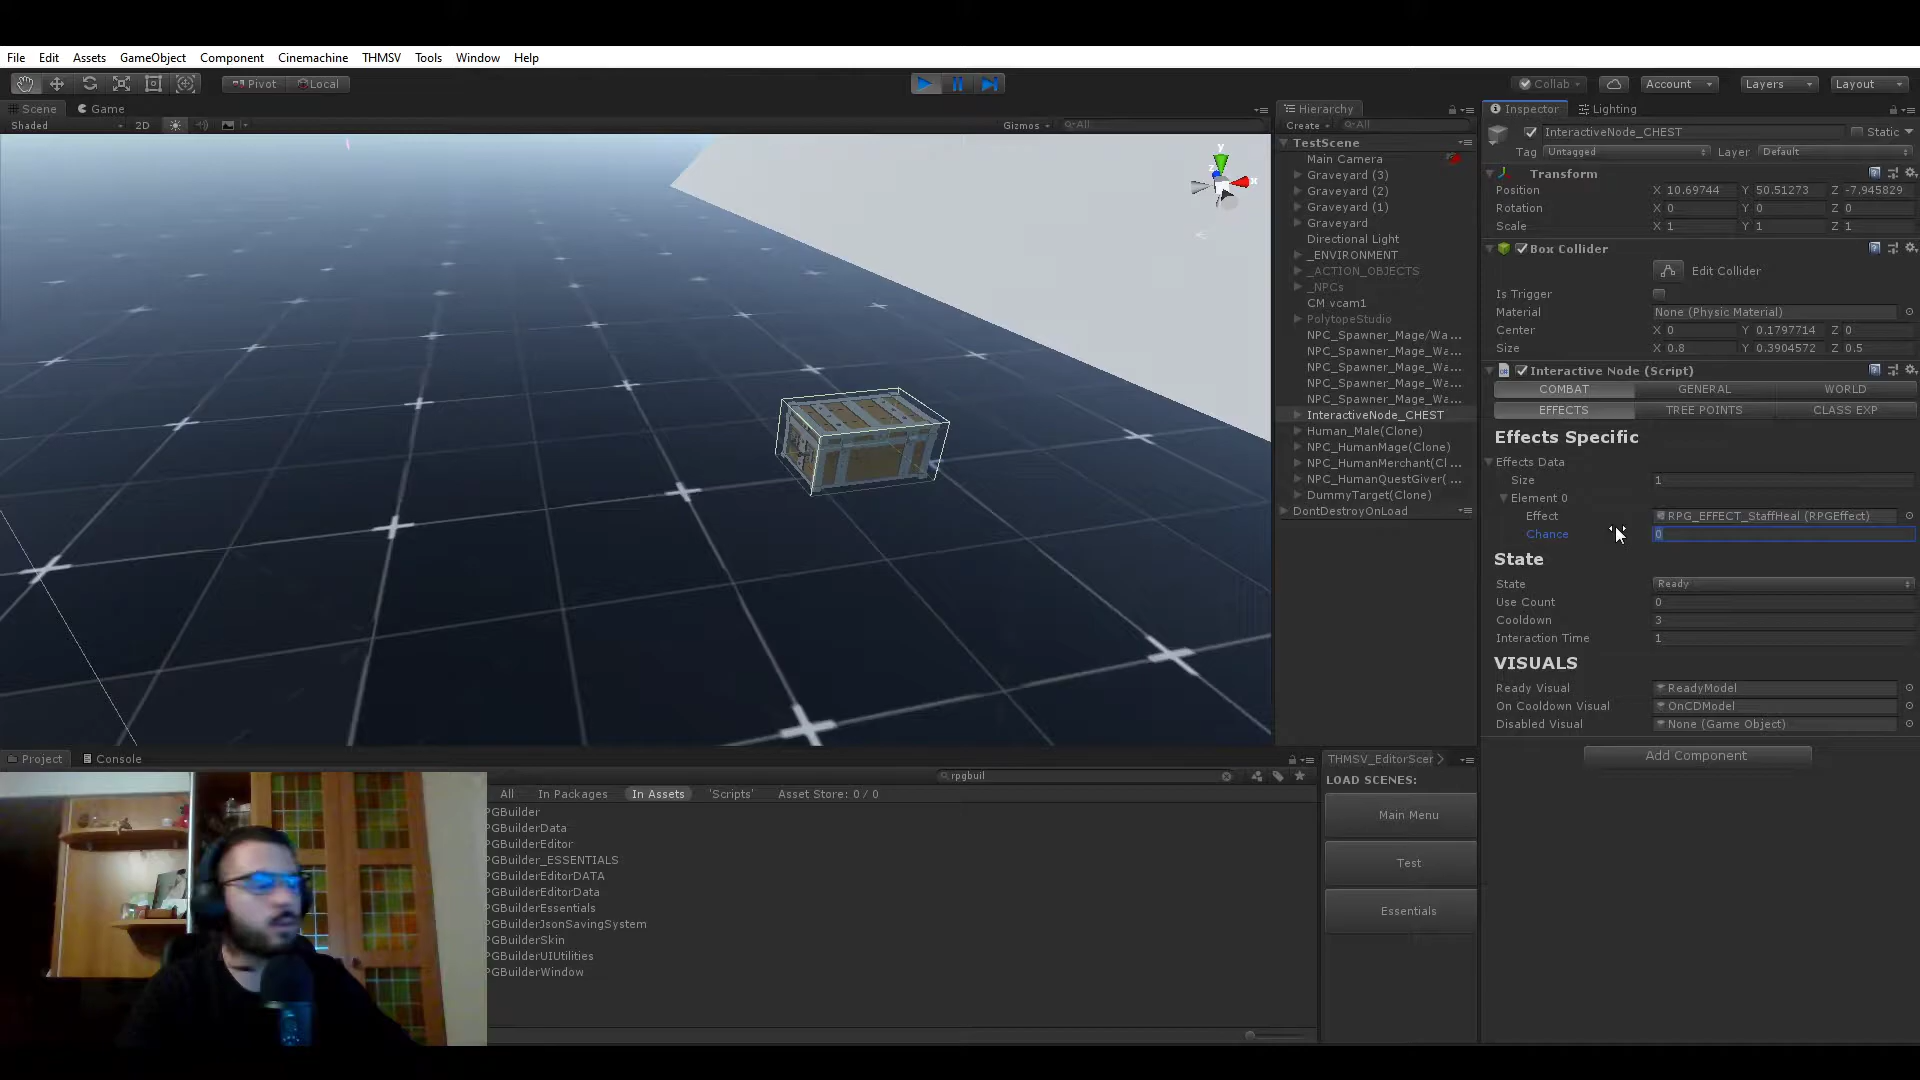 File Edit Assets GameObject Component Cinemachine THMSV Tools Window Help
Pivot Local Collab Account Layers Layout
Scene Game
Shaded 2D Gizmos All
y
x
z
Hierarchy
Create All
TestScene
Main Camera
Graveyard (3)
Graveyard (2)
Graveyard (1)
Graveyard
Directional Light
_ENVIRONMENT
_ACTION_OBJECTS
_NPCs
CM vcam1
PolytopeStudio
NPC_Spawner_Mage/Wa...
NPC_Spawner_Mage_Wa...
NPC_Spawner_Mage_Wa...
NPC_Spawner_Mage_Wa...
NPC_Spawner_Mage_Wa...
InteractiveNode_CHEST
Human_Male(Clone)
NPC_HumanMage(Clone)
NPC_HumanMerchant(Cl...
NPC_HumanQuestGiver(...
DummyTarget(Clone)
DontDestroyOnLoad
Inspector Lighting
InteractiveNode_CHEST Static
Tag Untagged Layer Default
Transform
Position X 10.69744 Y 50.51273 Z -7.945829
Rotation X 0 Y 0 Z 0
Scale X 1 Y 1 Z 1
Box Collider
Edit Collider
Is Trigger
Material None (Physic Material)
Center X 0 Y 0.1797714 Z 0
Size X 0.8 Y 0.3904572 Z 0.5
Interactive Node (Script)
COMBAT GENERAL WORLD
EFFECTS TREE POINTS CLASS EXP
Effects Specific
Effects Data
Size 1
Element 0
Effect RPG_EFFECT_StaffHeal (RPGEffect)
Chance 0
State
State Ready
Use Count 0
Cooldown 3
Interaction Time 1
VISUALS
Ready Visual ReadyModel
On Cooldown Visual OnCDModel
Disabled Visual None (Game Object)
Add Component
Project Console
rpgbuil
All In Packages In Assets 'Scripts' Asset Store: 0 / 0
PGBuilder
PGBuilderData
PGBuilderEditor
PGBuilder_ESSENTIALS
PGBuilderEditorDATA
PGBuilderEditorData
PGBuilderEssentials
PGBuilderJsonSavingSystem
PGBuilderSkin
PGBuilderUIUtilities
PGBuilderWindow
THMSV_EditorScer
LOAD SCENES:
Main Menu
Test
Essentials